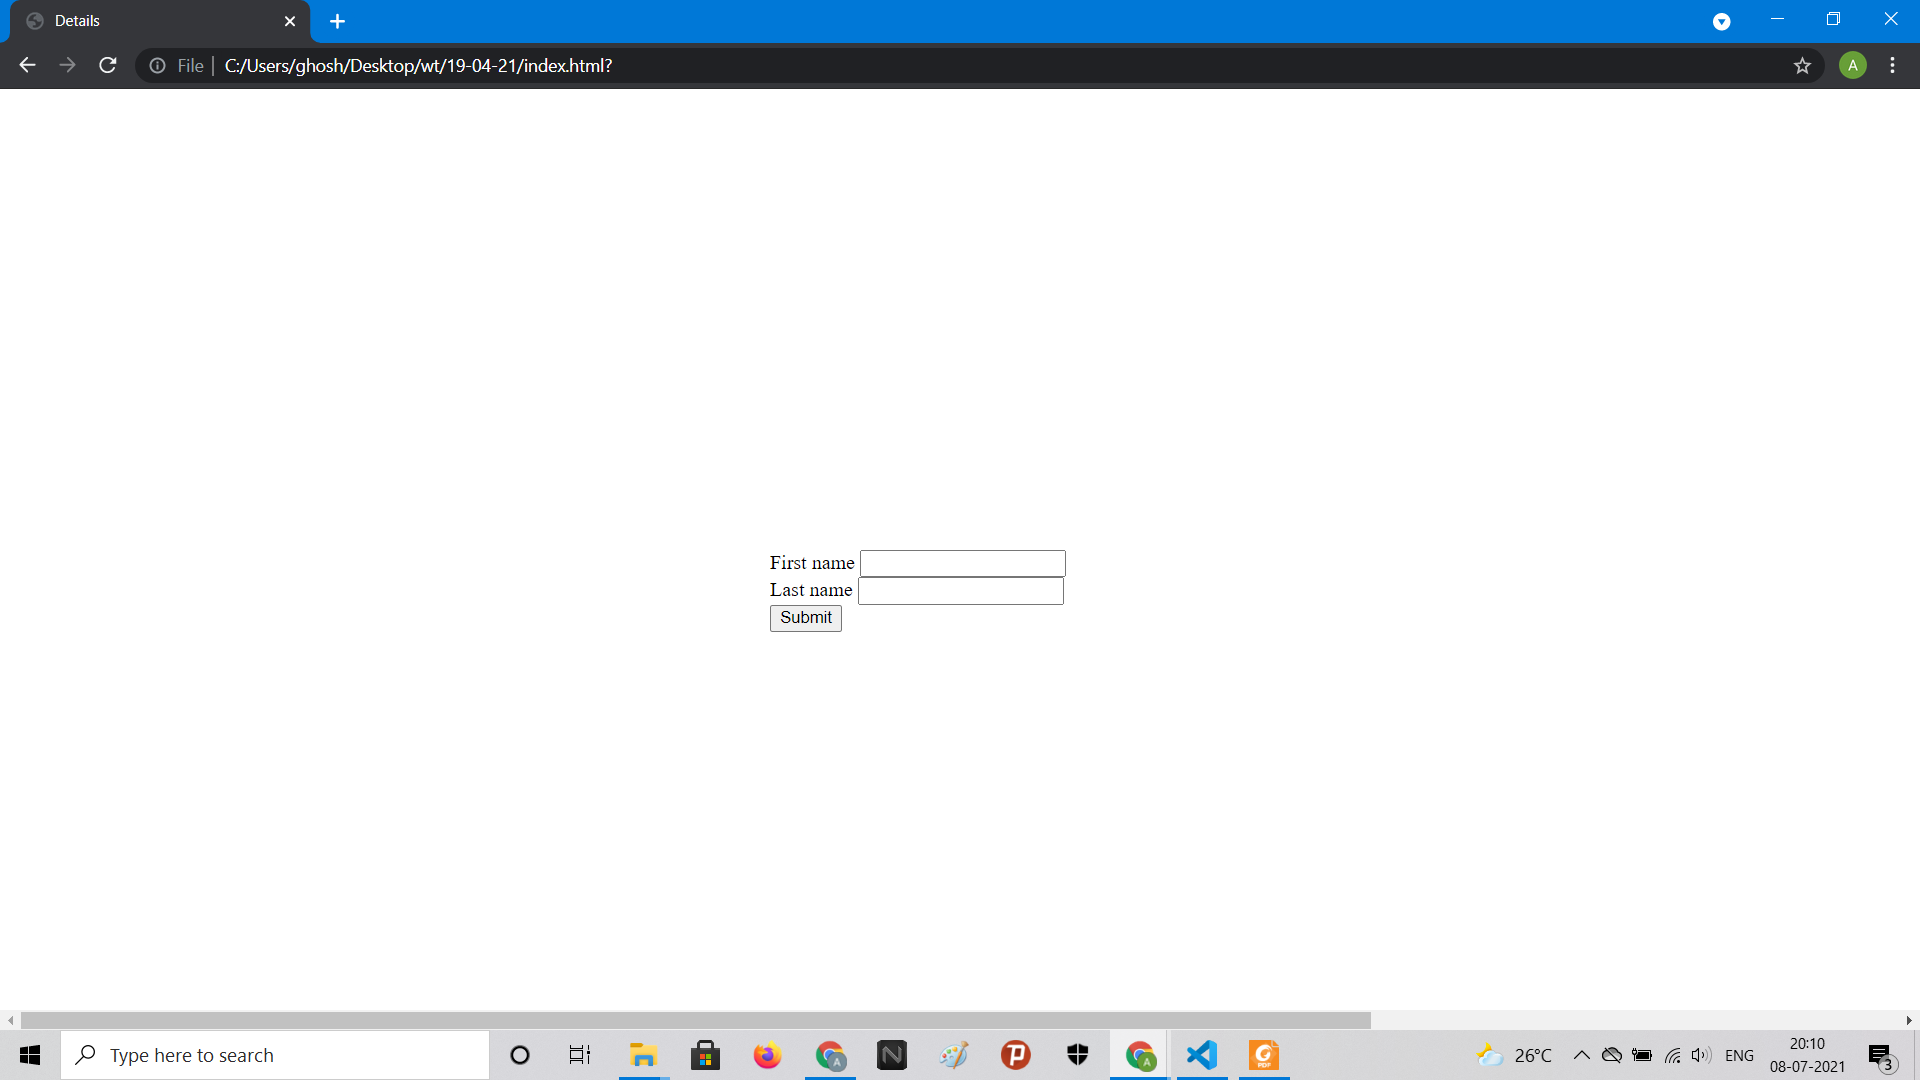 Details
File | C:/Users/ghosh/Desktop/wt/19-04-21/index.html?
A
First name
Last name
Submit
Type here to search
26°C
ENG
20:10
08-07-2021
3